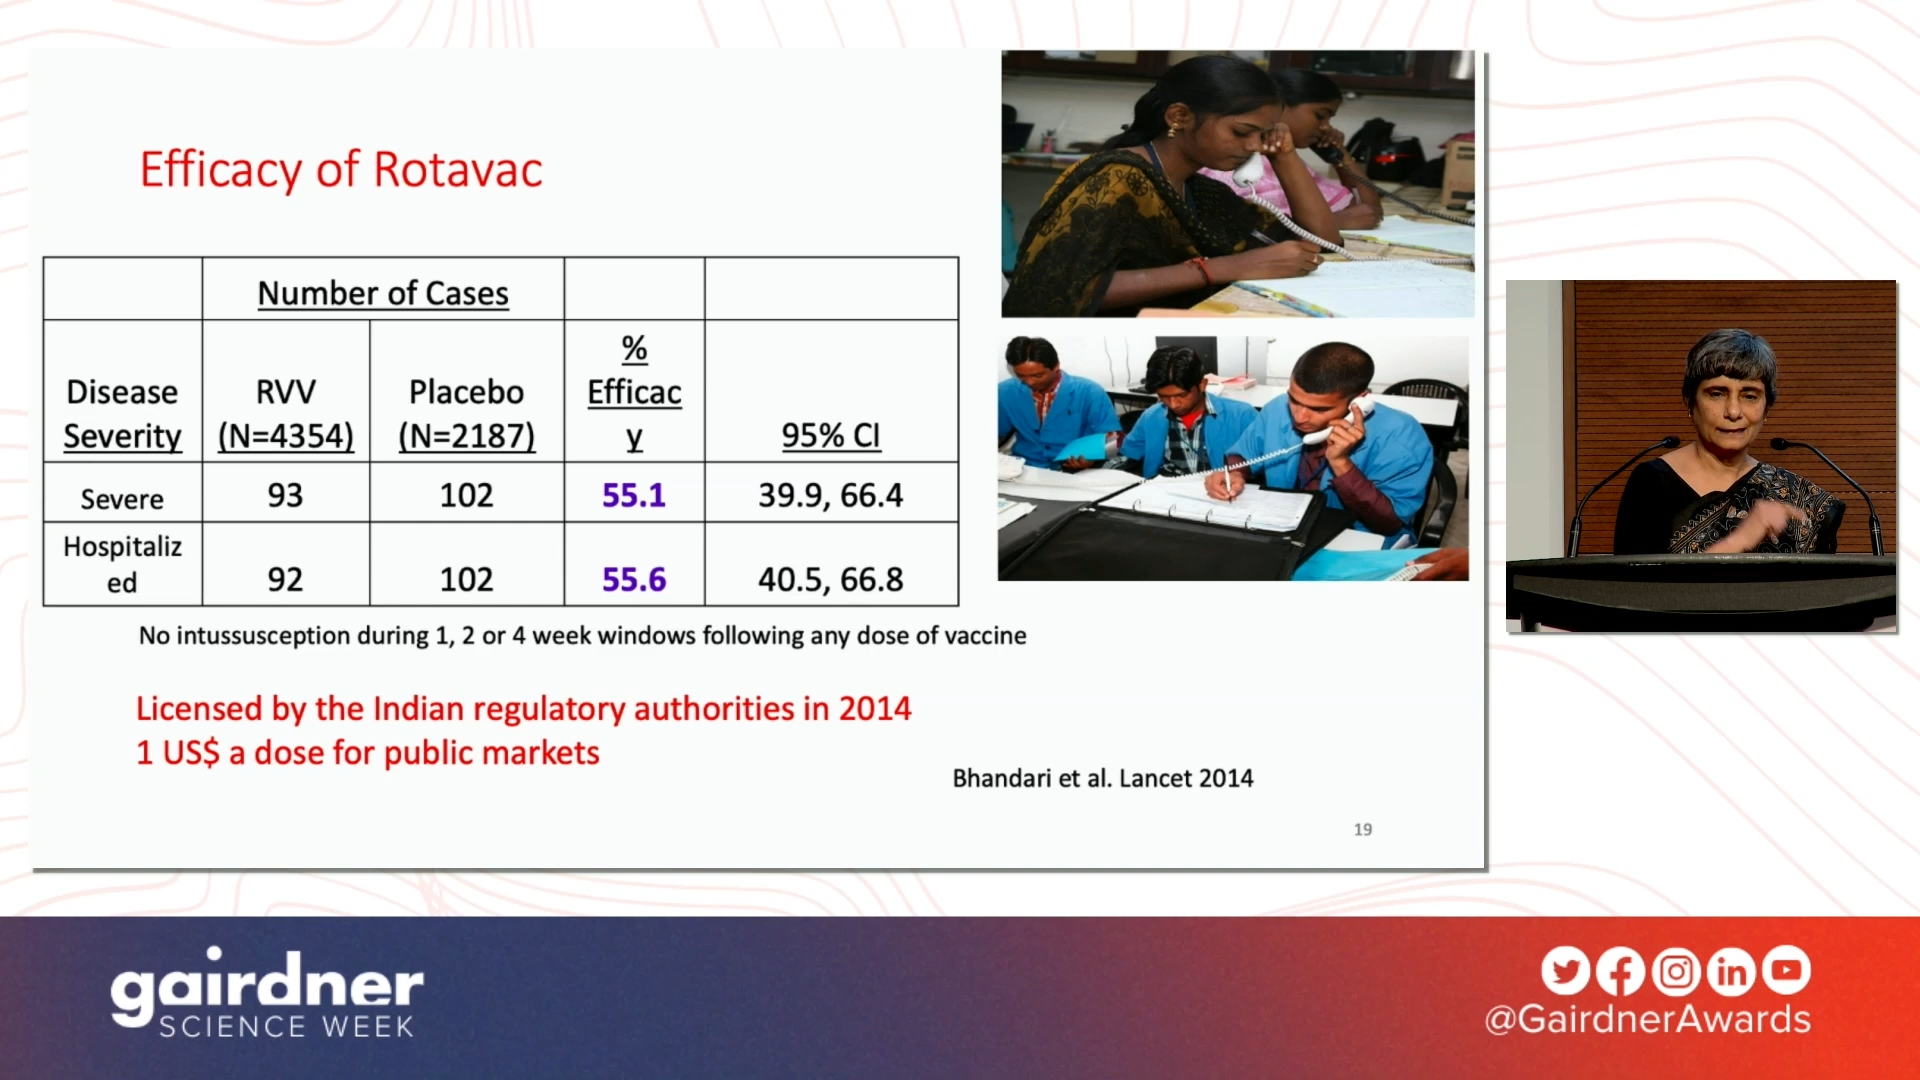 Efficacy of Rotavac
Number of Cases
Disease Severity
RVV (N=4354)
Placebo (N=2187)
% Efficacy
95% CI
Severe 93 102 55.1 39.9, 66.4
Hospitalized 92 102 55.6 40.5, 66.8
No intussusception during 1, 2 or 4 week windows following any dose of vaccine
Licensed by the Indian regulatory authorities in 2014
1 US$ a dose for public markets
Bhandari et al. Lancet 2014
19
gairdner
SCIENCE WEEK
@GairdnerAwards